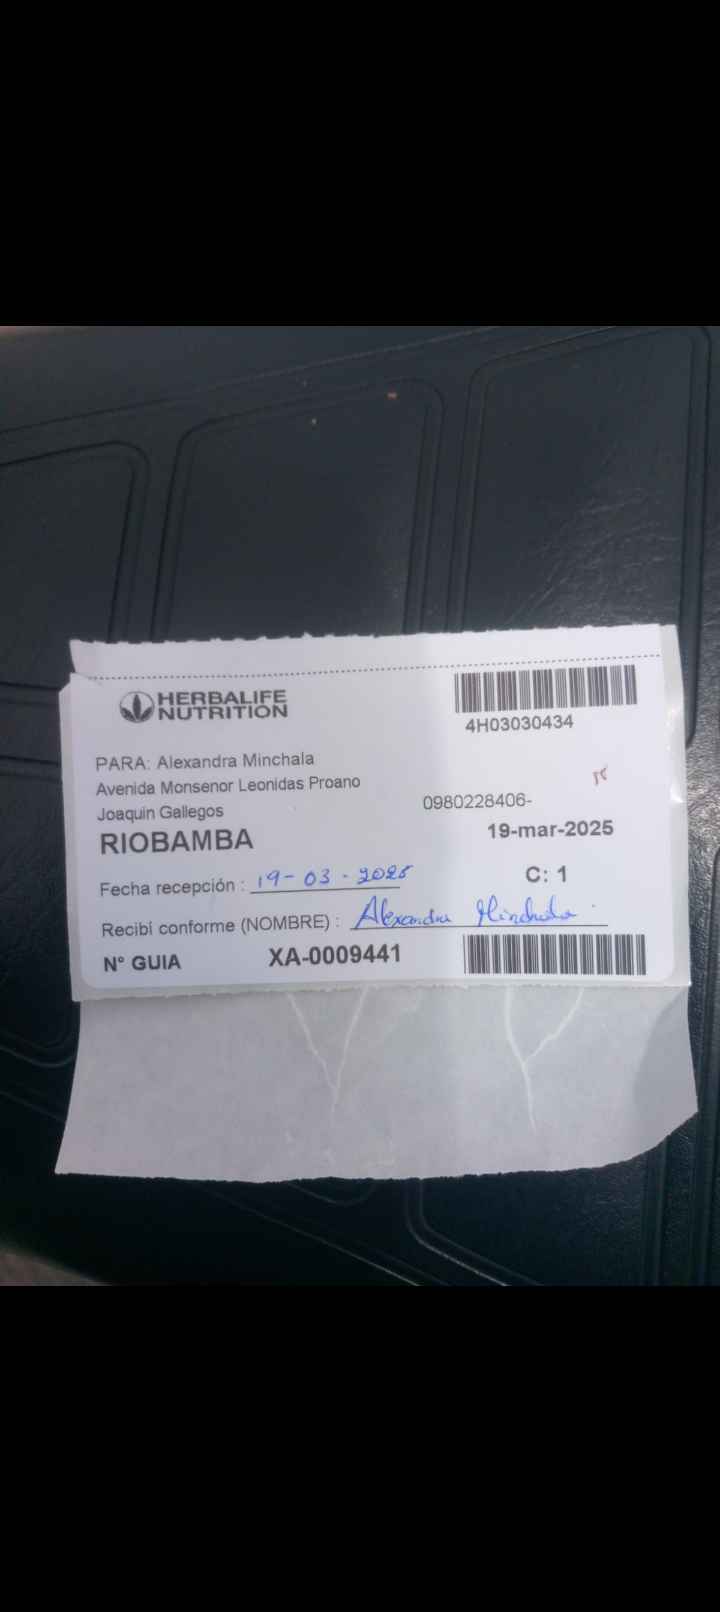 HERBALIFE
NUTRITION
4H03030434
PARA: Alexandra Minchala
Avenida Monsenor Leonidas Proano
Joaquin Gallegos
0980228406-
RIOBAMBA
19-mar-2025
Fecha recepción : 19-03-2025
C: 1
Recibí conforme (NOMBRE) : Alexandra Minchala
N° GUIA XA-0009441